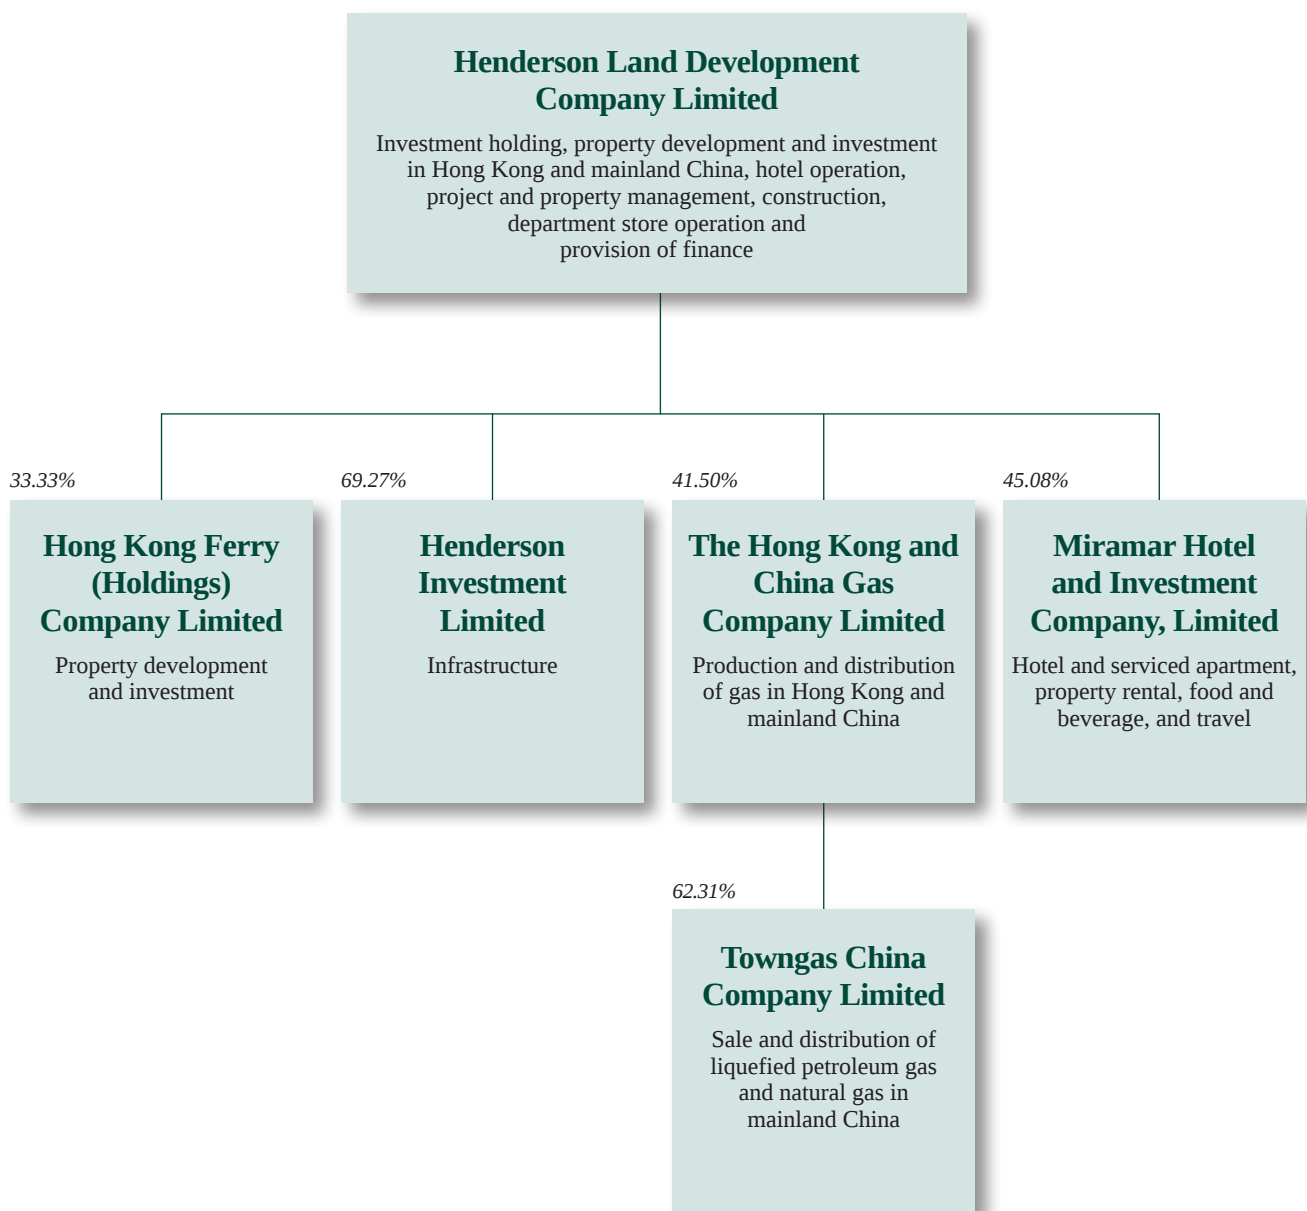 Henderson Land Development
Company Limited
Investment holding, property development and investment
in Hong Kong and mainland China, hotel operation,
project and property management, construction,
department store operation and
provision of finance
33.33%
Hong Kong Ferry
(Holdings)
Company Limited
Property development
and investment
69.27%
Henderson
Investment
Limited
Infrastructure
41.50%
The Hong Kong and
China Gas
Company Limited
Production and distribution
of gas in Hong Kong and
mainland China
45.08%
Miramar Hotel
and Investment
Company, Limited
Hotel and serviced apartment,
property rental, food and
beverage, and travel
62.31%
Towngas China
Company Limited
Sale and distribution of
liquefied petroleum gas
and natural gas in
mainland China